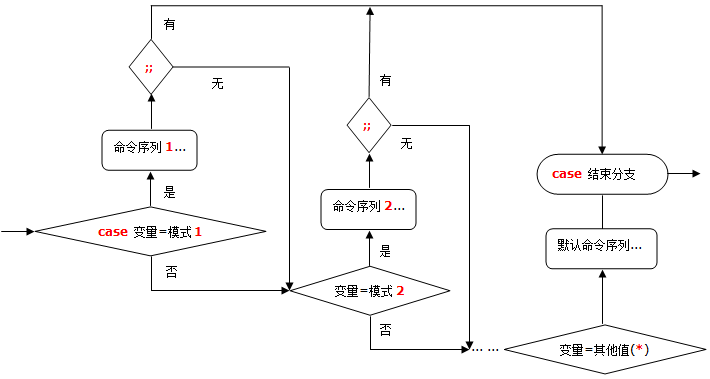 有
;;
无
命令序列 1...
是
case 变量=模式 1
否
有
;;
无
命令序列 2...
是
变量=模式 2
否
... ...
case 结束分支
默认命令序列...
变量=其他值(*)